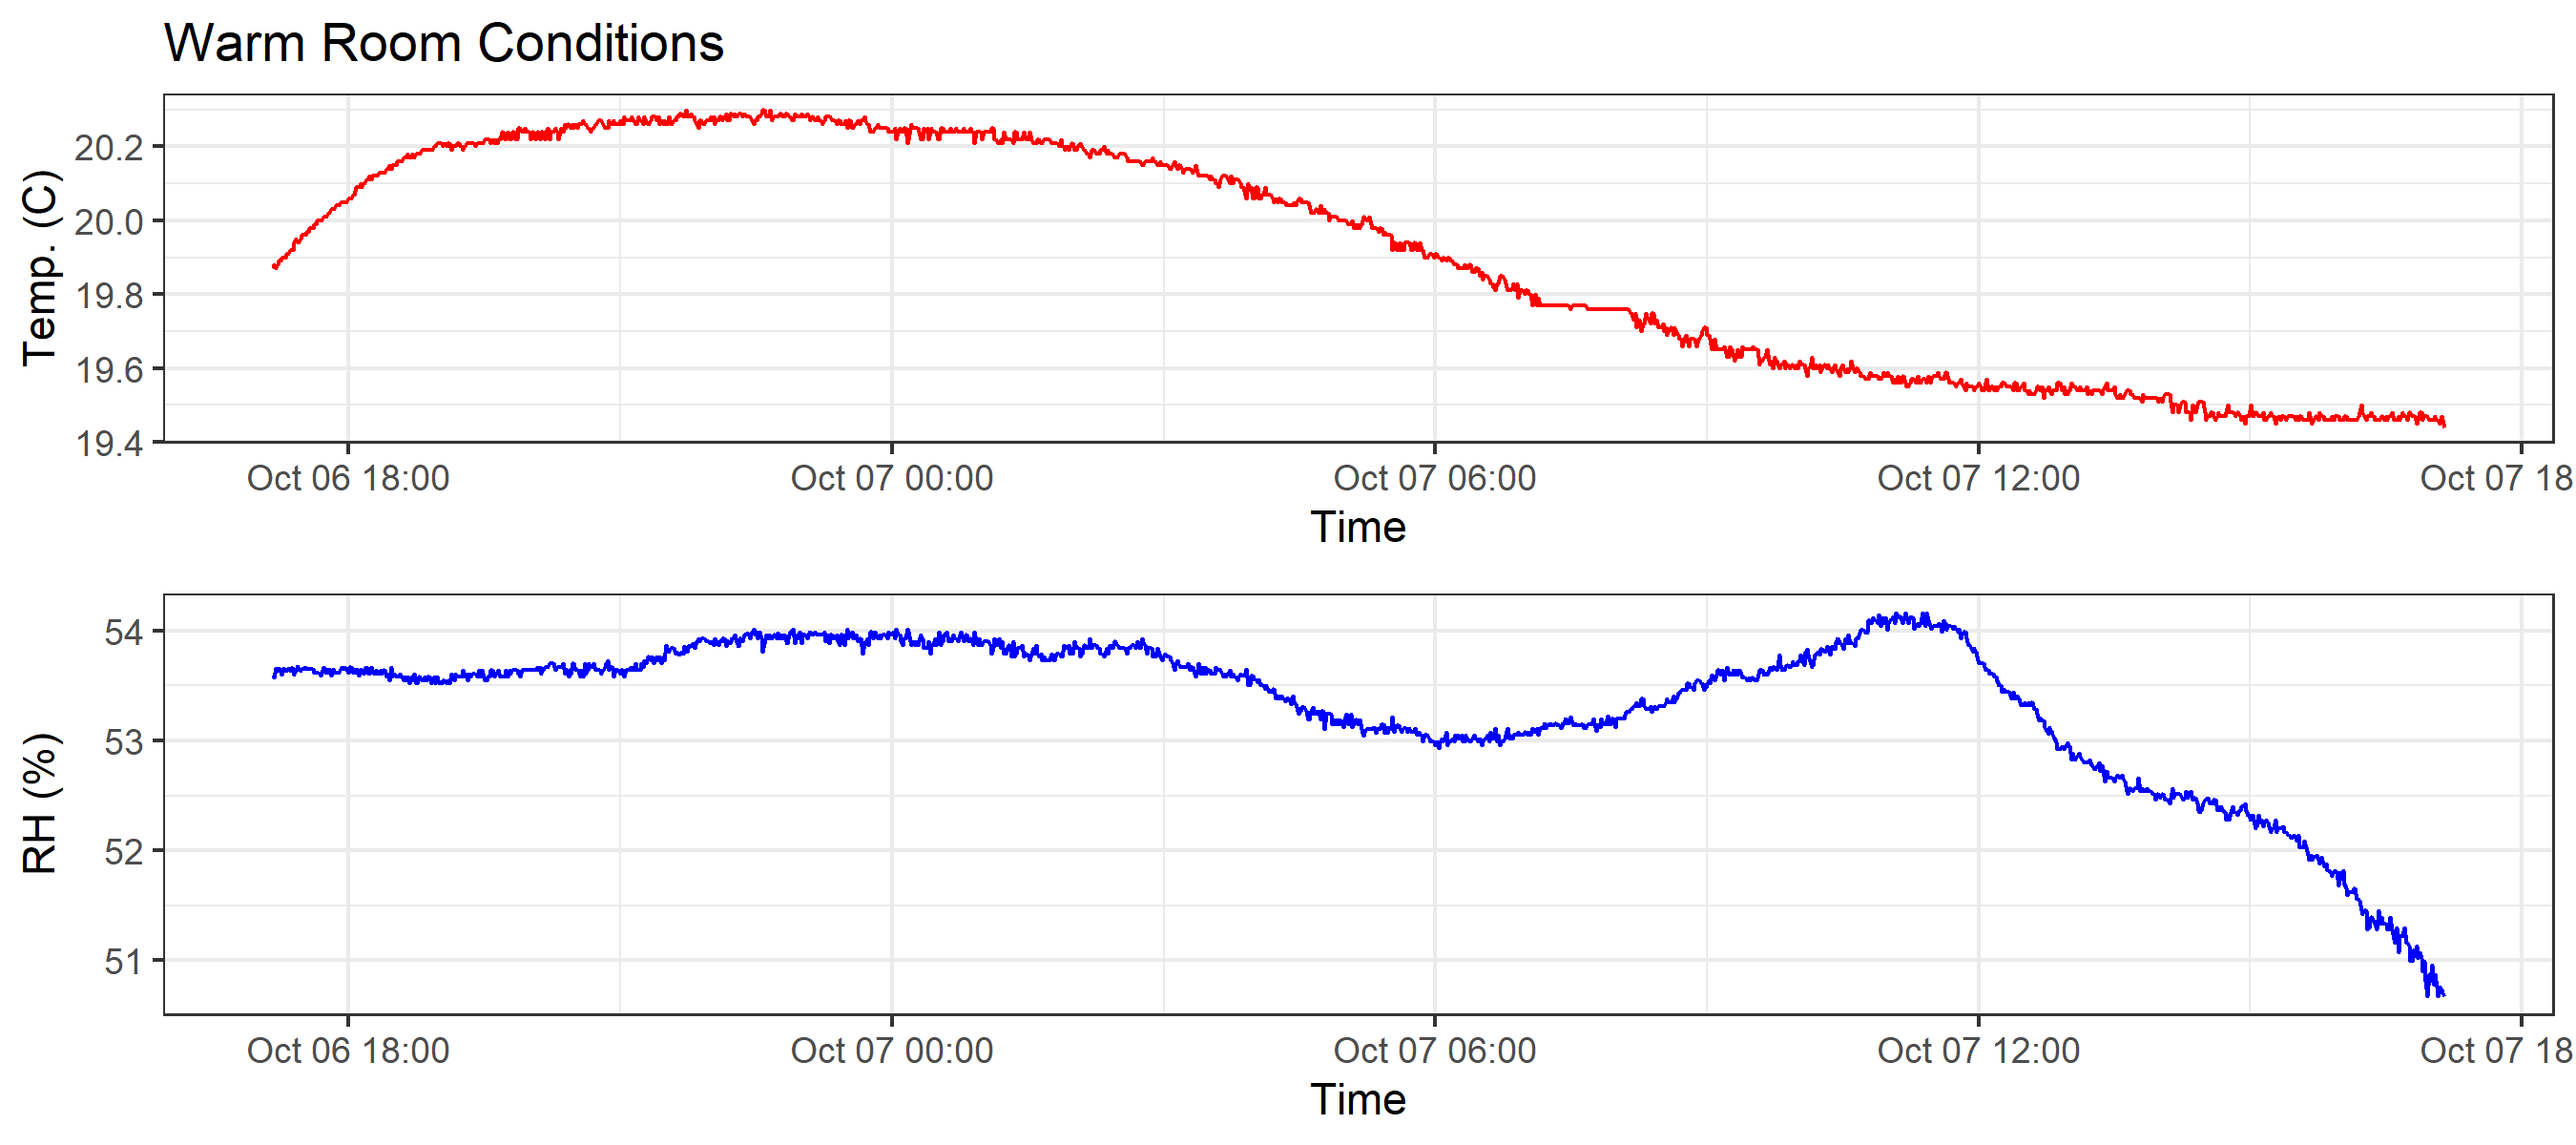 Warm Room Conditions
Temp. (C)
20.2
20.0
19.8
19.6
19.4
Oct 06 18:00 Oct 07 00:00 Oct 07 06:00 Oct 07 12:00 Oct 07 18
Time
RH (%)
54
53
52
51
Oct 06 18:00 Oct 07 00:00 Oct 07 06:00 Oct 07 12:00 Oct 07 18
Time